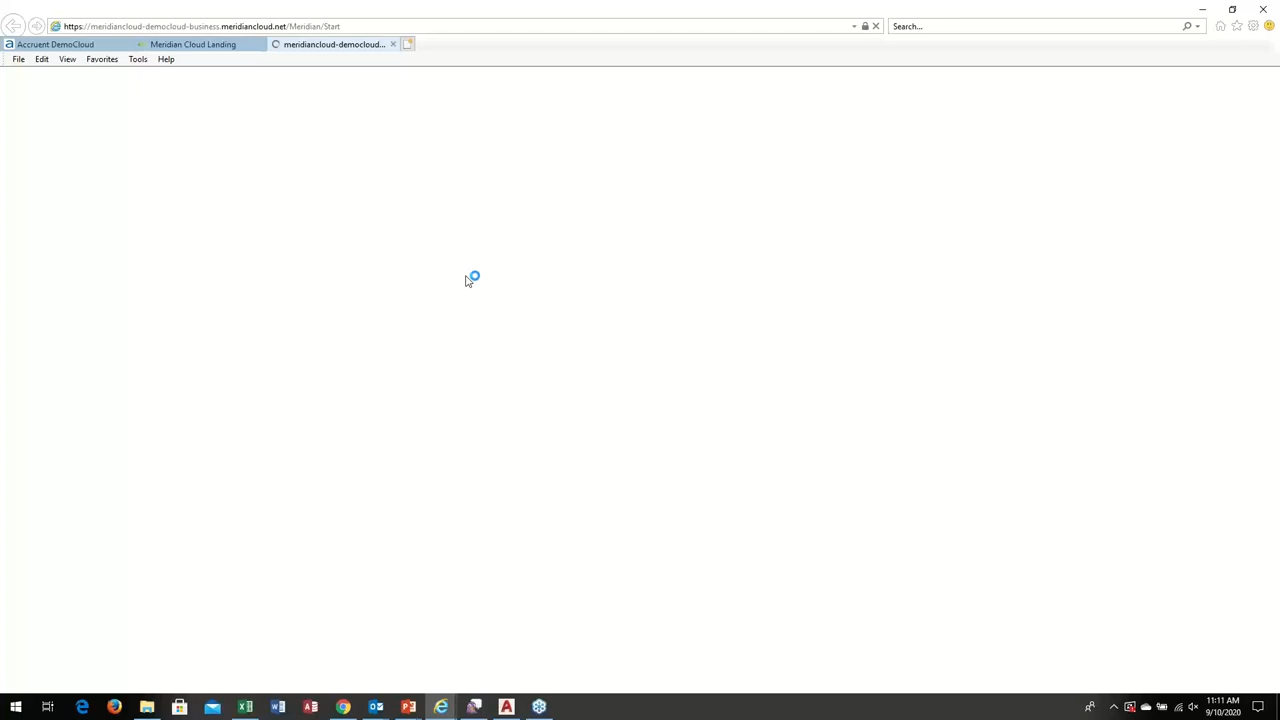 https://meridiancloud-democloud-business.meridiancloud.net/Meridian/Start
Search...
Accruent DemoCloud
Meridian Cloud Landing
meridiancloud-democloud...
File Edit View Favorites Tools Help
11:11 AM
9/10/2020